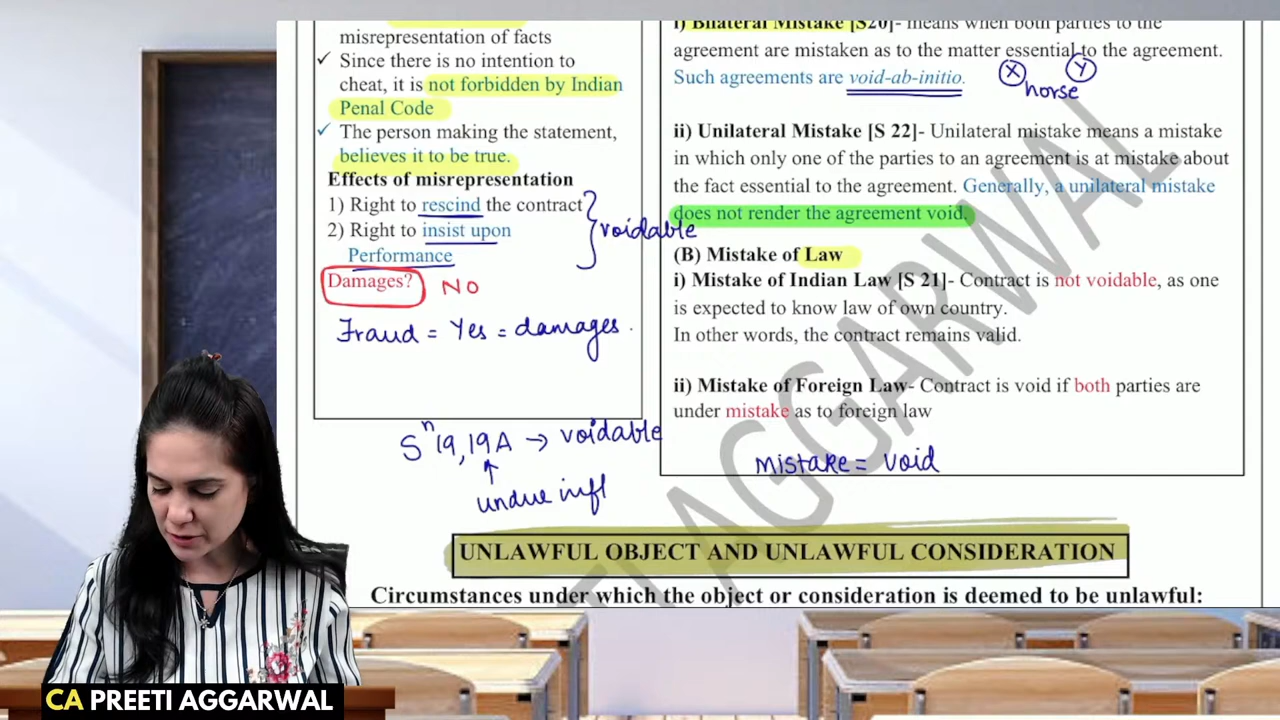 misrepresentation of facts
✓ Since there is no intention to
cheat, it is not forbidden by Indian
Penal Code
✓ The person making the statement,
believes it to be true.
Effects of misrepresentation
1) Right to rescind the contract
2) Right to insist upon
Performance
voidable
Damages? NO
Fraud = Yes = damages.
Sⁿ 19, 19A → voidable
undue infl
i) Bilateral Mistake [S20]- means when both parties to the
agreement are mistaken as to the matter essential to the agreement.
Such agreements are void-ab-initio.
X Y
horse
ii) Unilateral Mistake [S 22]- Unilateral mistake means a mistake
in which only one of the parties to an agreement is at mistake about
the fact essential to the agreement. Generally, a unilateral mistake
does not render the agreement void.
(B) Mistake of Law
i) Mistake of Indian Law [S 21]- Contract is not voidable, as one
is expected to know law of own country.
In other words, the contract remains valid.
ii) Mistake of Foreign Law- Contract is void if both parties are
under mistake as to foreign law
Mistake = void
UNLAWFUL OBJECT AND UNLAWFUL CONSIDERATION
Circumstances under which the object or consideration is deemed to be unlawful:
AGGARWAL
CA PREETI AGGARWAL